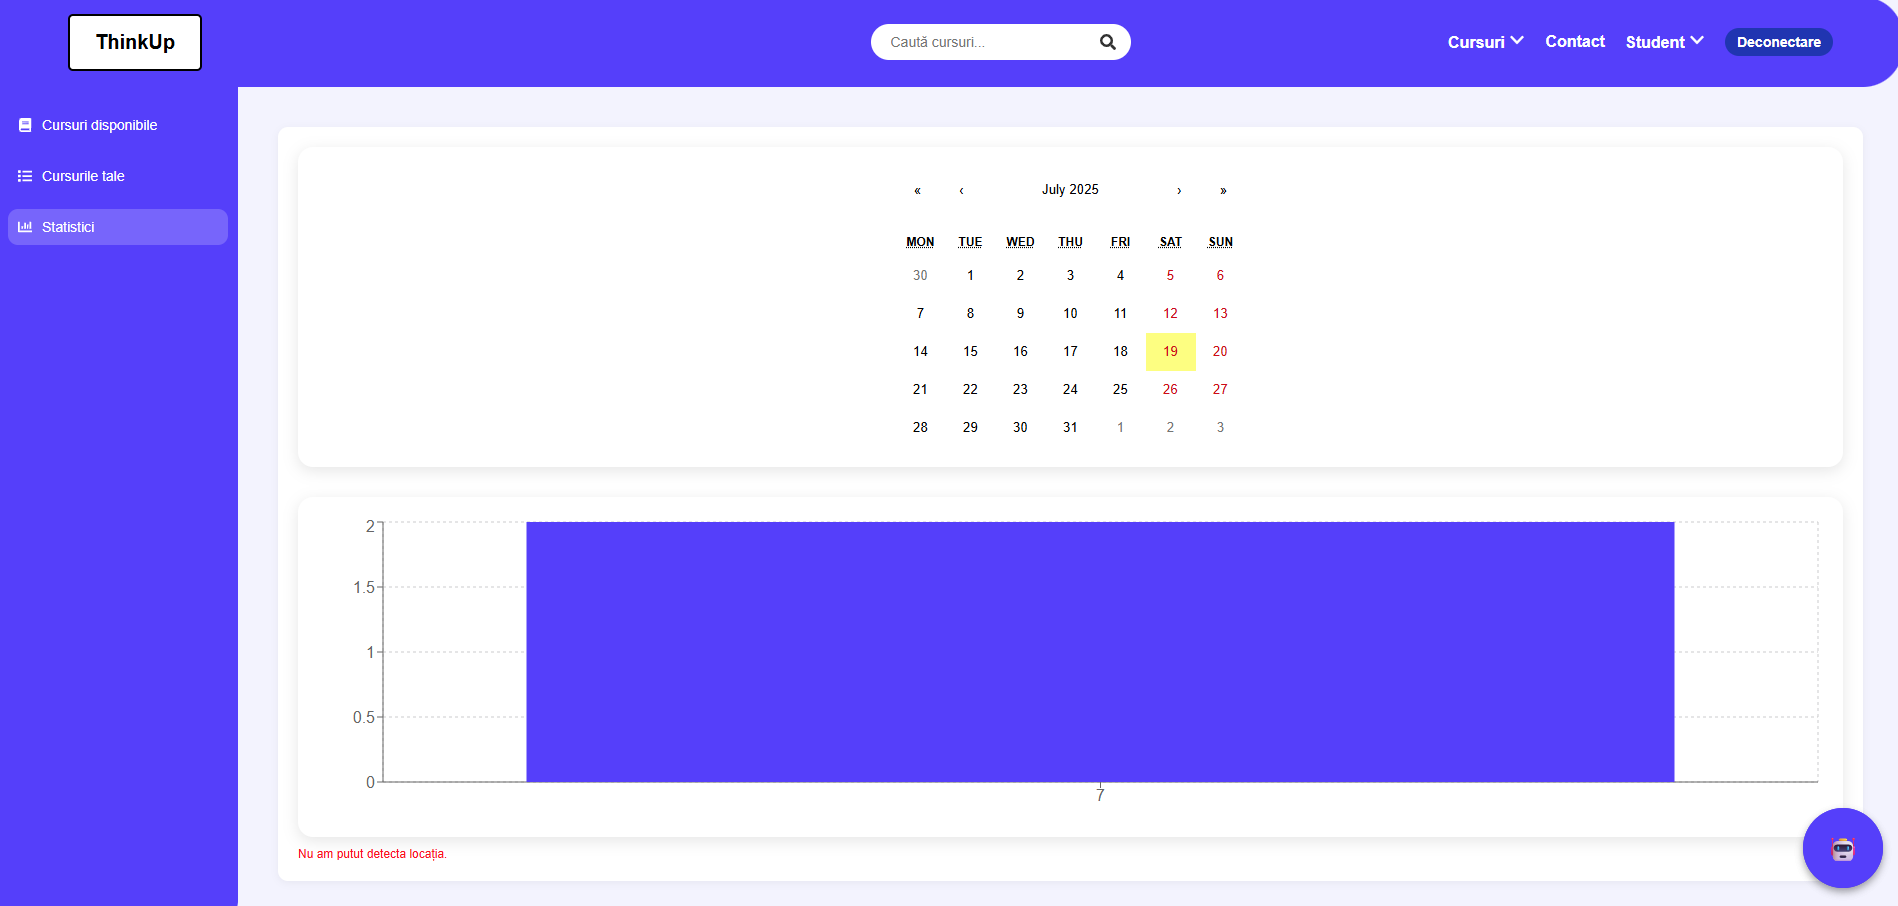 ThinkUp
Caută cursuri...
Cursuri
Contact
Student
Deconectare
Cursuri disponibile
Cursurile tale
Statistici
« ‹ July 2025 › »
MON TUE WED THU FRI SAT SUN
30 1 2 3 4 5 6
7 8 9 10 11 12 13
14 15 16 17 18 19 20
21 22 23 24 25 26 27
28 29 30 31 1 2 3
2
1.5
1
0.5
0
7
Nu am putut detecta locația.